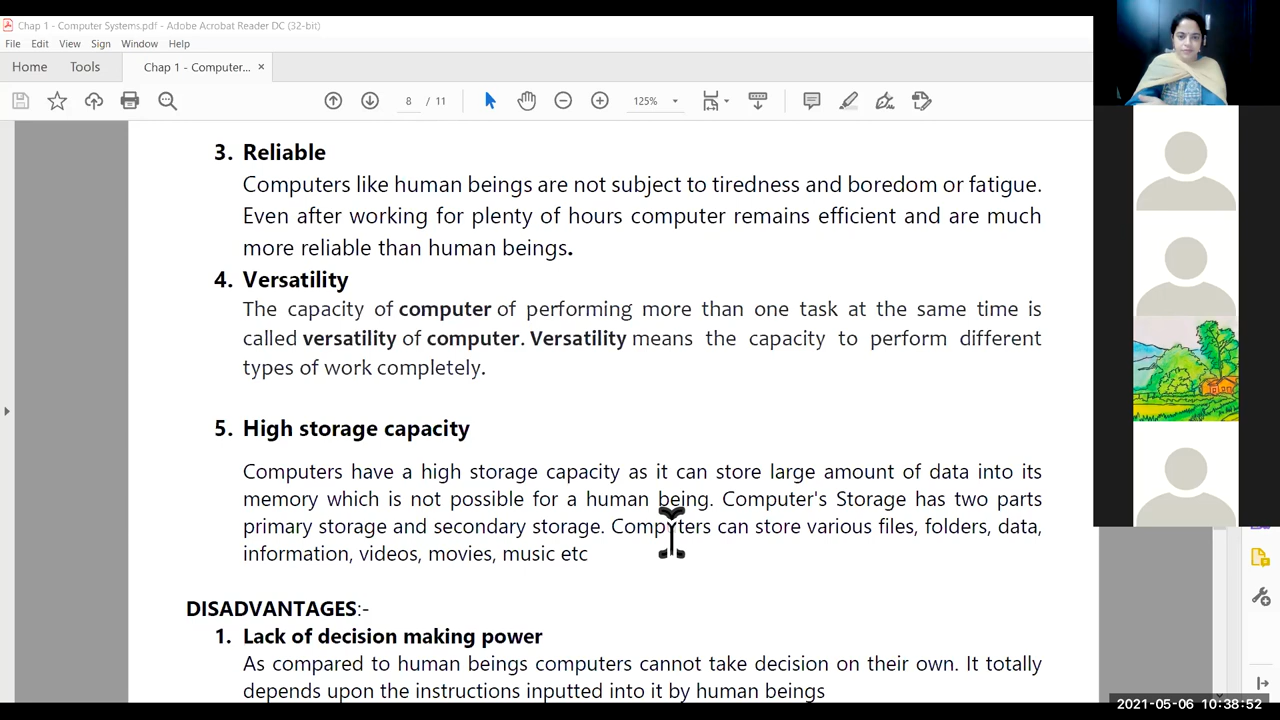 Chap 1 - Computer Systems.pdf - Adobe Acrobat Reader DC (32-bit)
File Edit View Sign Window Help
Home Tools Chap 1 - Computer... ×
8 / 11 125%
3. Reliable
Computers like human beings are not subject to tiredness and boredom or fatigue.
Even after working for plenty of hours computer remains efficient and are much
more reliable than human beings.
4. Versatility
The capacity of computer of performing more than one task at the same time is
called versatility of computer. Versatility means the capacity to perform different
types of work completely.
5. High storage capacity
Computers have a high storage capacity as it can store large amount of data into its
memory which is not possible for a human being. Computer's Storage has two parts
primary storage and secondary storage. Computers can store various files, folders, data,
information, videos, movies, music etc
DISADVANTAGES:-
1. Lack of decision making power
As compared to human beings computers cannot take decision on their own. It totally
depends upon the instructions inputted into it by human beings
2021-05-06 10:38:52